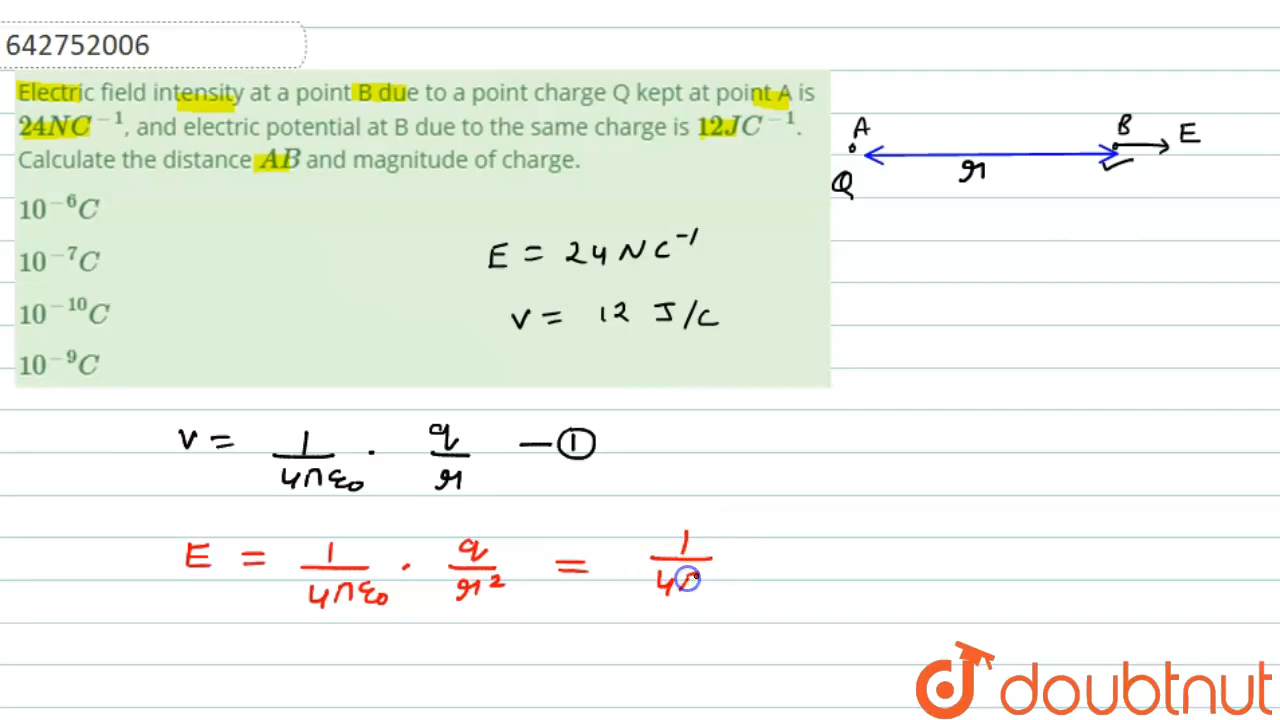 642752006
Electric field intensity at a point B due to a point charge Q kept at point A is
24NC⁻¹, and electric potential at B due to the same charge is 12JC⁻¹.
Calculate the distance AB and magnitude of charge.
10⁻⁶C
10⁻⁷C
10⁻¹⁰C
10⁻⁹C
A B E
r
Q
E = 24 N C⁻¹
V = 12 J/C
V = 1/4πε₀ · q/r — ①
E = 1/4πε₀ · q/r² = 1/4π
doubtnut